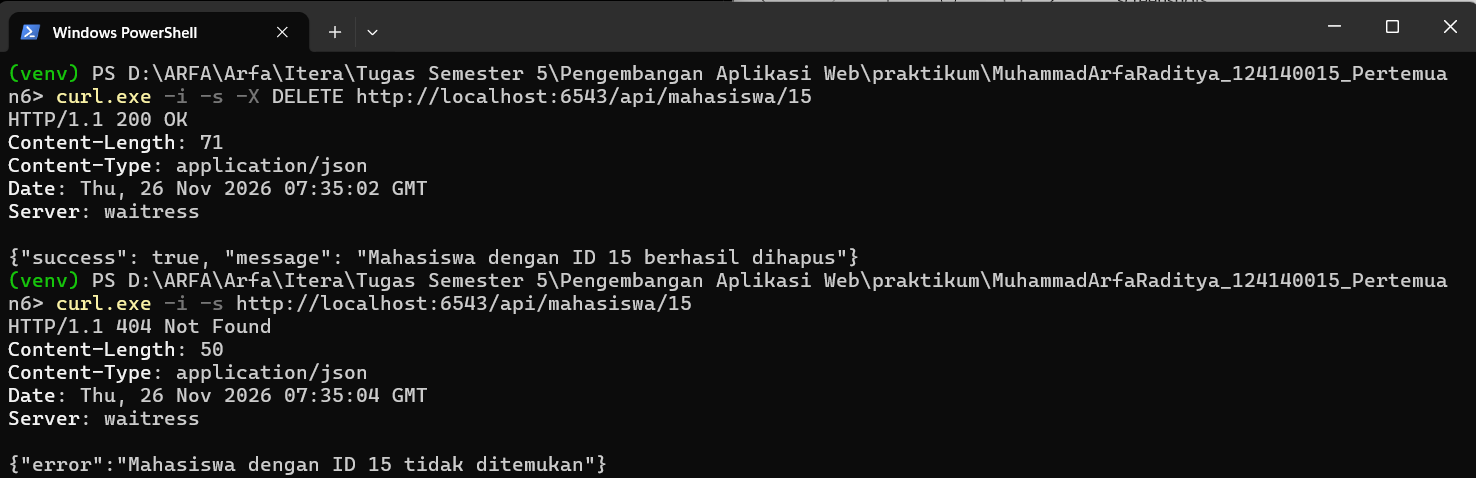 Windows PowerShell
(venv) PS D:\ARFA\Arfa\Itera\Tugas Semester 5\Pengembangan Aplikasi Web\praktikum\MuhammadArfaRaditya_124140015_Pertemua
n6> curl.exe -i -s -X DELETE http://localhost:6543/api/mahasiswa/15
HTTP/1.1 200 OK
Content-Length: 71
Content-Type: application/json
Date: Thu, 26 Nov 2026 07:35:02 GMT
Server: waitress
{"success": true, "message": "Mahasiswa dengan ID 15 berhasil dihapus"}
(venv) PS D:\ARFA\Arfa\Itera\Tugas Semester 5\Pengembangan Aplikasi Web\praktikum\MuhammadArfaRaditya_124140015_Pertemua
n6> curl.exe -i -s http://localhost:6543/api/mahasiswa/15
HTTP/1.1 404 Not Found
Content-Length: 50
Content-Type: application/json
Date: Thu, 26 Nov 2026 07:35:04 GMT
Server: waitress
{"error":"Mahasiswa dengan ID 15 tidak ditemukan"}